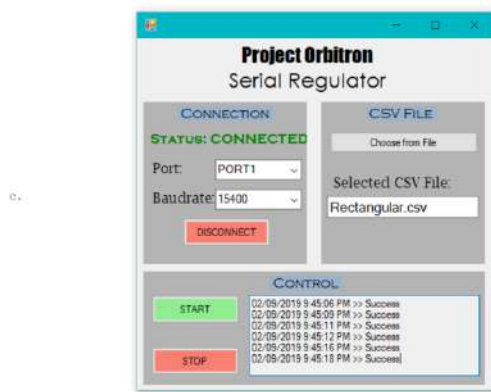 c.
Project Orbitron
Serial Regulator
CONNECTION
STATUS: CONNECTED
Port: PORT1
Baudrate: 15400
DISCONNECT
CSV FILE
Choose from File
Selected CSV File:
Rectangular.csv
CONTROL
START
STOP
02/09/2019 9:45:06 PM >> Success
02/09/2019 9:45:09 PM >> Success
02/09/2019 9:45:11 PM >> Success
02/09/2019 9:45:12 PM >> Success
02/09/2019 9:45:16 PM >> Success
02/09/2019 9:45:18 PM >> Success